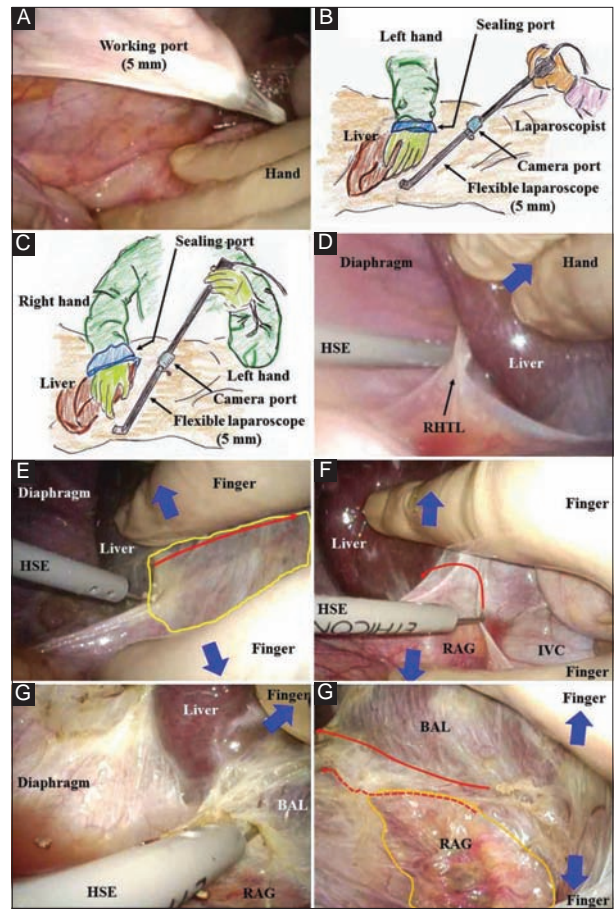 A
Working port
(5 mm)
Hand
B
Left hand
Sealing port
Liver
Laparoscopist
Camera port
Flexible laparoscope
(5 mm)
C
Sealing port
Right hand
Liver
Left hand
Camera port
Flexible laparoscope
(5 mm)
D
Diaphragm
Hand
HSE
Liver
RHTL
E
Diaphragm
Finger
Liver
HSE
Finger
F
Finger
Liver
HSE
ETHICON
RAG
IVC
Finger
G
Finger
Liver
Diaphragm
BAL
HSE
RAG
G
Finger
BAL
RAG
Finger